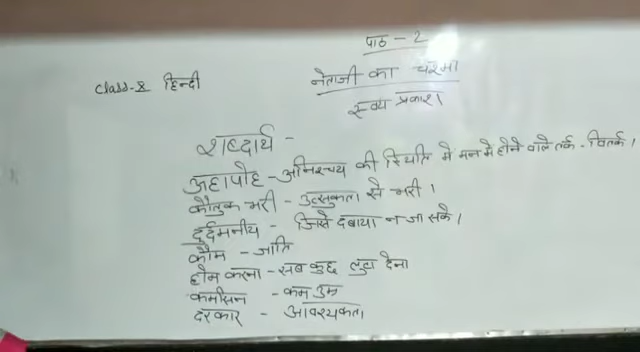 पाठ - 2
Class-8 हिन्दी
नेताजी का चश्मा
स्वयं प्रकाश।
शब्दार्थ -
ऊहापोह - अनिश्चय की स्थिति में मन में होने वाले तर्क - वितर्क।
कौतुक भरी - उत्सुकता से भरी।
दुर्दमनीय - जिसे दबाया न जा सके।
कौम - जाति
होम करना - सब कुछ लुटा देना
कमसिन - कम उम्र
दरकार - आवश्यकता